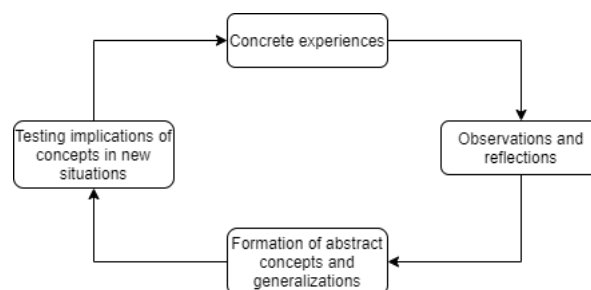 Concrete experiences
Observations and
reflections
Formation of abstract
concepts and
generalizations
Testing implications of
concepts in new
situations